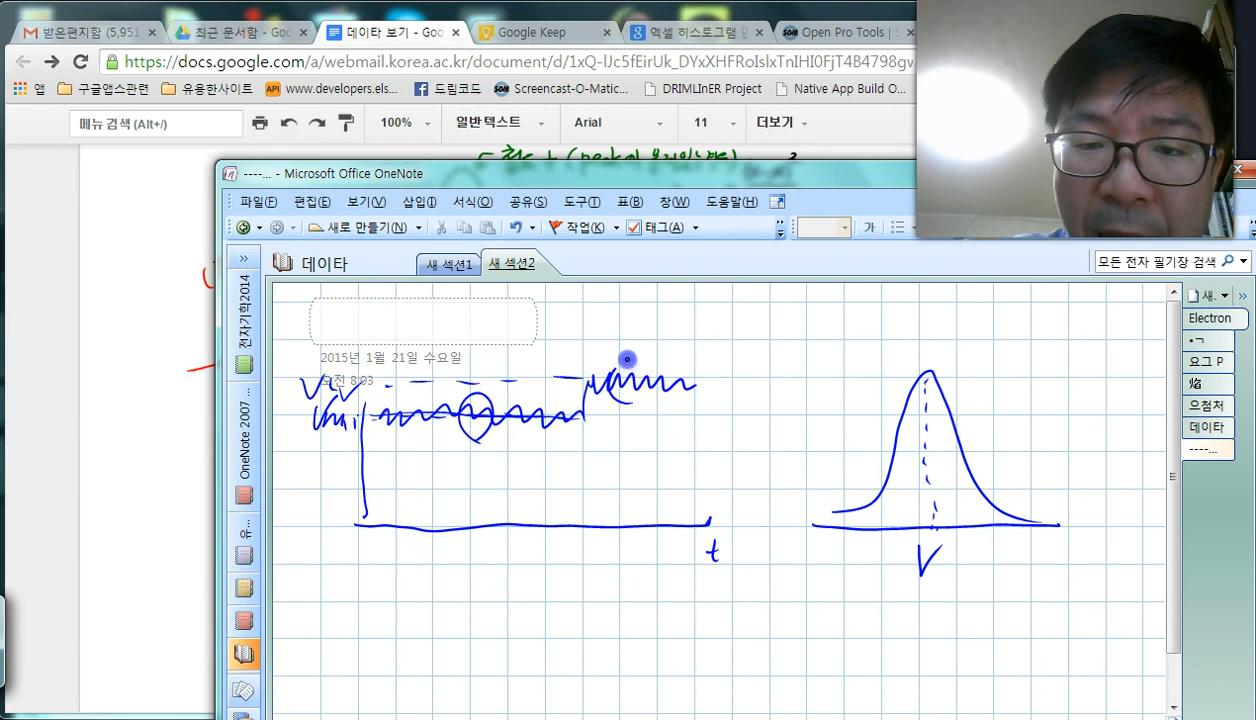 받은편지함 (5,951
최근 문서함 - Go
데이타 보기 - Goo
Google Keep
엑셀 히스토그램
Open Pro Tools | S
https://docs.google.com/a/webmail.korea.ac.kr/document/d/
앱
구글앱스관련
유용한사이트
API www.developers.els...
드림코드
SOM Screencast-O-Matic...
DRIMLInER Project
Native App Build O...
메뉴 검색 (Alt+/)
100%
일반 텍스트
Arial
11
더보기
----... - Microsoft Office OneNote
파일(F) 편집(E) 보기(V) 삽입(I) 서식(O) 공유(S) 도구(T) 표(B) 창(W) 도움말(H)
새로 만들기(N)
작업(K)
태그(A)
가
데이타
새 섹션1
새 섹션2
모든 전자 필기장 검색
전자기학2014
OneNote 2007 ...
야...
2015년 1월 21일 수요일
오전 8:03
t
V
새.
Electron
•ㄱ
요그 P
焰
으첨처
데이타
----...